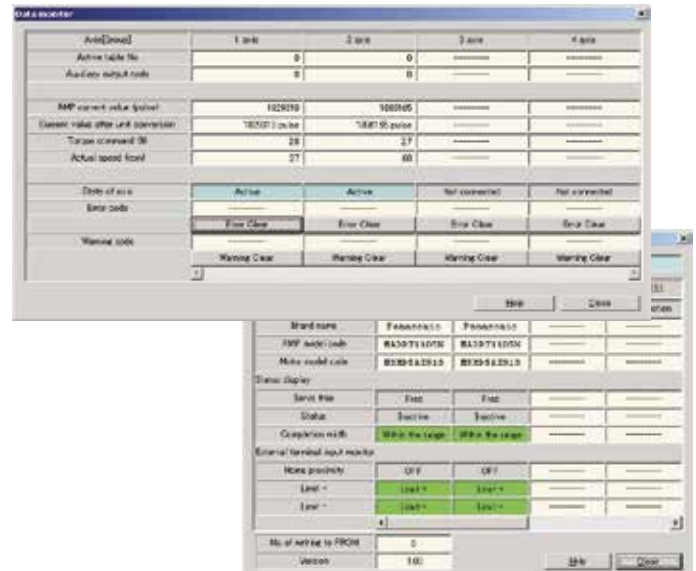 Data monitor
Axis[Group] 1 axis 2 axis 3 axis 4 axis
Active table No. 0 0 ---------- ----------
Auxiliary output code 0 0 ---------- ----------
AMP current value (pulse) ---------- ----------
Current value after unit conversion pulse pulse ---------- ----------
Torque command 28 27 ---------- ----------
Actual speed 27 68 ---------- ----------
State of axis Active Active Not connected Not connected
Error code ---------- ---------- ---------- ----------
Error Clear Error Clear Error Clear Error Clear
Warning code ---------- ---------- ---------- ----------
Warning Clear Warning Clear Warning Clear Warning Clear
Help Close
Brand name Panasonic Panasonic ---------- ----------
AMP model code ---------- ----------
Motor model code ---------- ----------
Status display
Servo free Free Free ---------- ----------
Status Inactive Inactive ---------- ----------
Comparison width Within the range Within the range ---------- ----------
External terminal input monitor
Home proximity OFF OFF ---------- ----------
Limit + Limit + Limit + ---------- ----------
Limit - Limit - Limit - ---------- ----------
No. of writing to FROM 0
Version 1.00
Help Close